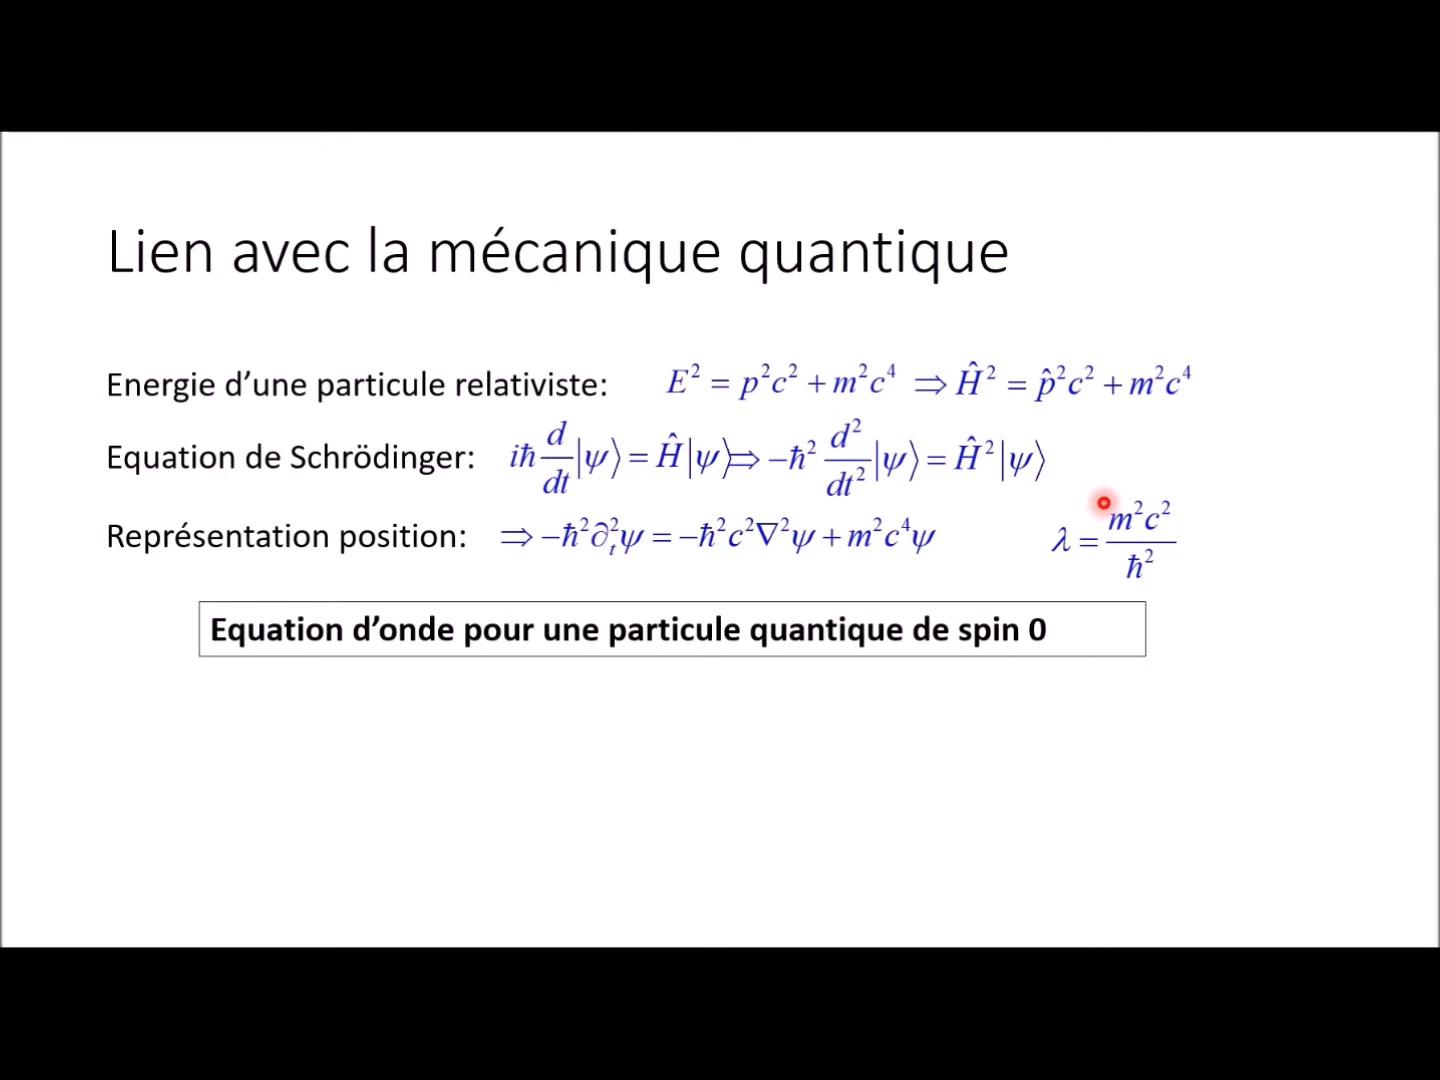 Lien avec la mécanique quantique
Energie d’une particule relativiste: E² = p²c² + m²c⁴ ⇒ Ĥ² = p̂²c² + m²c⁴
Equation de Schrödinger: iħ d/dt |ψ⟩ = Ĥ|ψ⟩ ⇒ −ħ² d²/dt² |ψ⟩ = Ĥ²|ψ⟩
Représentation position: ⇒ −ħ²∂ₜ²ψ = −ħ²c²∇²ψ + m²c⁴ψ λ = m²c²/ħ²
Equation d’onde pour une particule quantique de spin 0